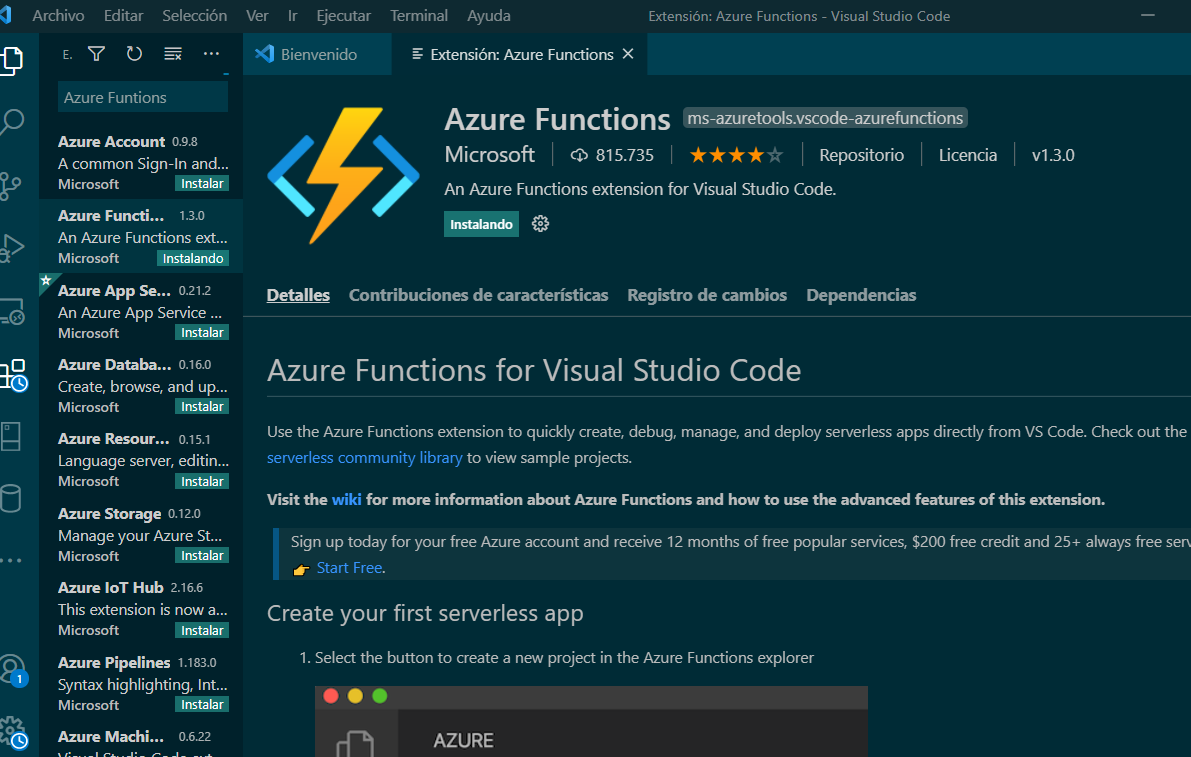 Archivo Editar Selección Ver Ir Ejecutar Terminal Ayuda Extensión: Azure Functions - Visual Studio Code
E.
Azure Funtions
Azure Account 0.9.8
A common Sign-In and...
Microsoft Instalar
Azure Functi... 1.3.0
An Azure Functions ext...
Microsoft Instalando
Azure App Se... 0.21.2
An Azure App Service ...
Microsoft Instalar
Azure Databa... 0.16.0
Create, browse, and up...
Microsoft Instalar
Azure Resour... 0.15.1
Language server, editin...
Microsoft Instalar
Azure Storage 0.12.0
Manage your Azure St...
Microsoft Instalar
Azure IoT Hub 2.16.6
This extension is now a...
Microsoft Instalar
Azure Pipelines 1.183.0
Syntax highlighting, Int...
Microsoft Instalar
Azure Machi... 0.6.22
Visual Studio Code ext
1
Bienvenido Extensión: Azure Functions
Azure Functions ms-azuretools.vscode-azurefunctions
Microsoft 815.735 Repositorio Licencia v1.3.0
An Azure Functions extension for Visual Studio Code.
Instalando
Detalles Contribuciones de características Registro de cambios Dependencias
Azure Functions for Visual Studio Code
Use the Azure Functions extension to quickly create, debug, manage, and deploy serverless apps directly from VS Code. Check out the
serverless community library to view sample projects.
Visit the wiki for more information about Azure Functions and how to use the advanced features of this extension.
Sign up today for your free Azure account and receive 12 months of free popular services, $200 free credit and 25+ always free serv
Start Free.
Create your first serverless app
1. Select the button to create a new project in the Azure Functions explorer
AZURE